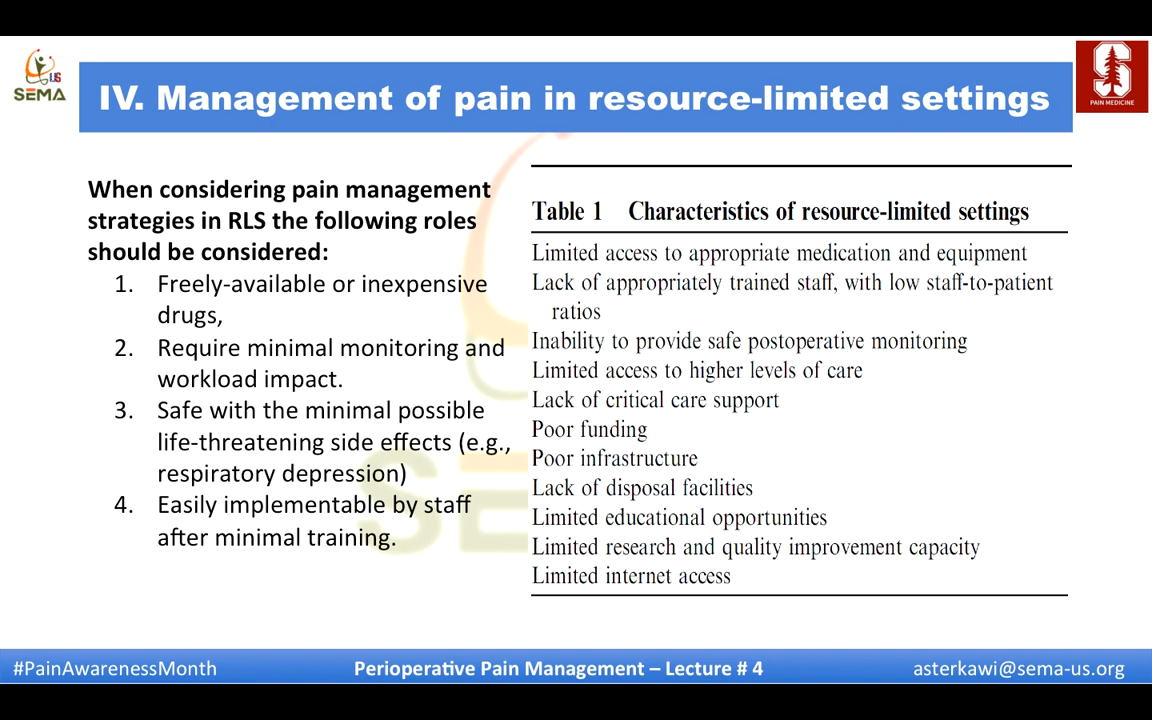 US
SEMA
IV. Management of pain in resource-limited settings
S
PAIN MEDICINE
When considering pain management
strategies in RLS the following roles
should be considered:
1. Freely-available or inexpensive
drugs,
2. Require minimal monitoring and
workload impact.
3. Safe with the minimal possible
life-threatening side effects (e.g.,
respiratory depression)
4. Easily implementable by staff
after minimal training.
Table 1 Characteristics of resource-limited settings
Limited access to appropriate medication and equipment
Lack of appropriately trained staff, with low staff-to-patient
ratios
Inability to provide safe postoperative monitoring
Limited access to higher levels of care
Lack of critical care support
Poor funding
Poor infrastructure
Lack of disposal facilities
Limited educational opportunities
Limited research and quality improvement capacity
Limited internet access
#PainAwarenessMonth
Perioperative Pain Management – Lecture # 4
asterkawi@sema-us.org